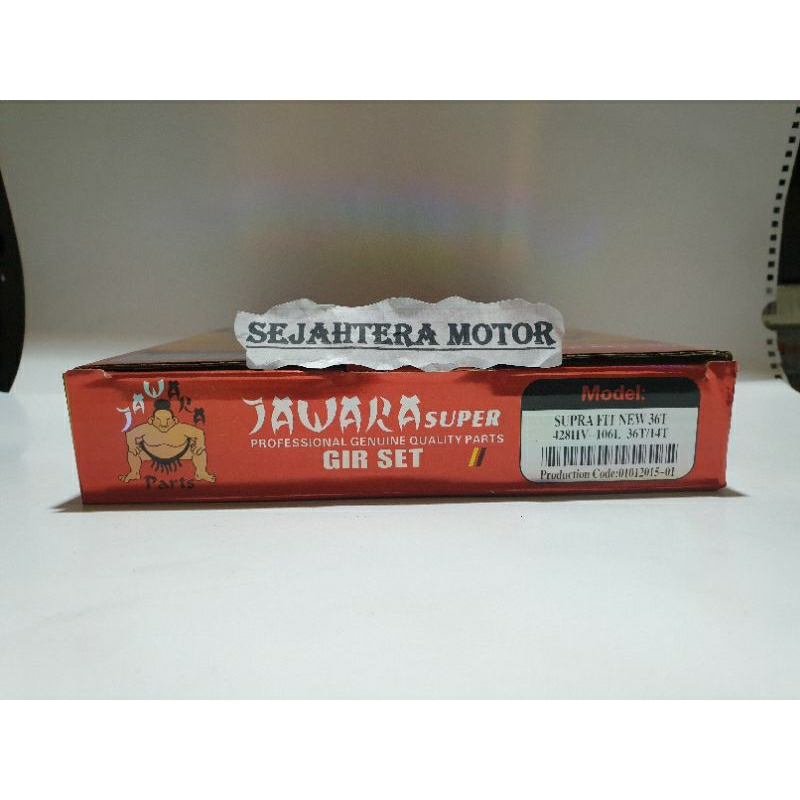 SEJAHTERA MOTOR
JAWARA
Parts
JAWARA SUPER
PROFESSIONAL GENUINE QUALITY PARTS
GIR SET
Model:
SUPRA FIT NEW 36T
428HV-106L 36T/14T
Production Code:01012015-01